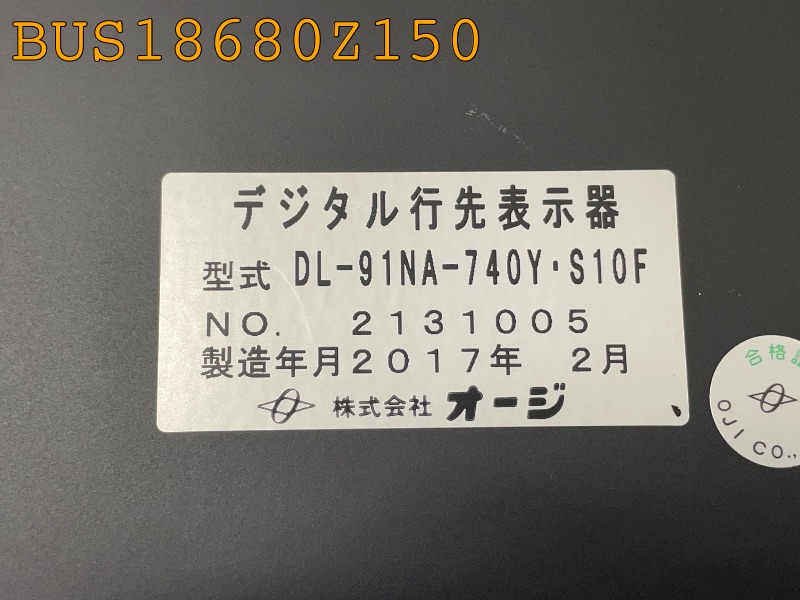 BUS18680Z150
デジタル行先表示器
型式 DL-91NA-740Y・S10F
NO. 2131005
製造年月2017年 2月
株式会社 オージ
合格証
OJI CO.,